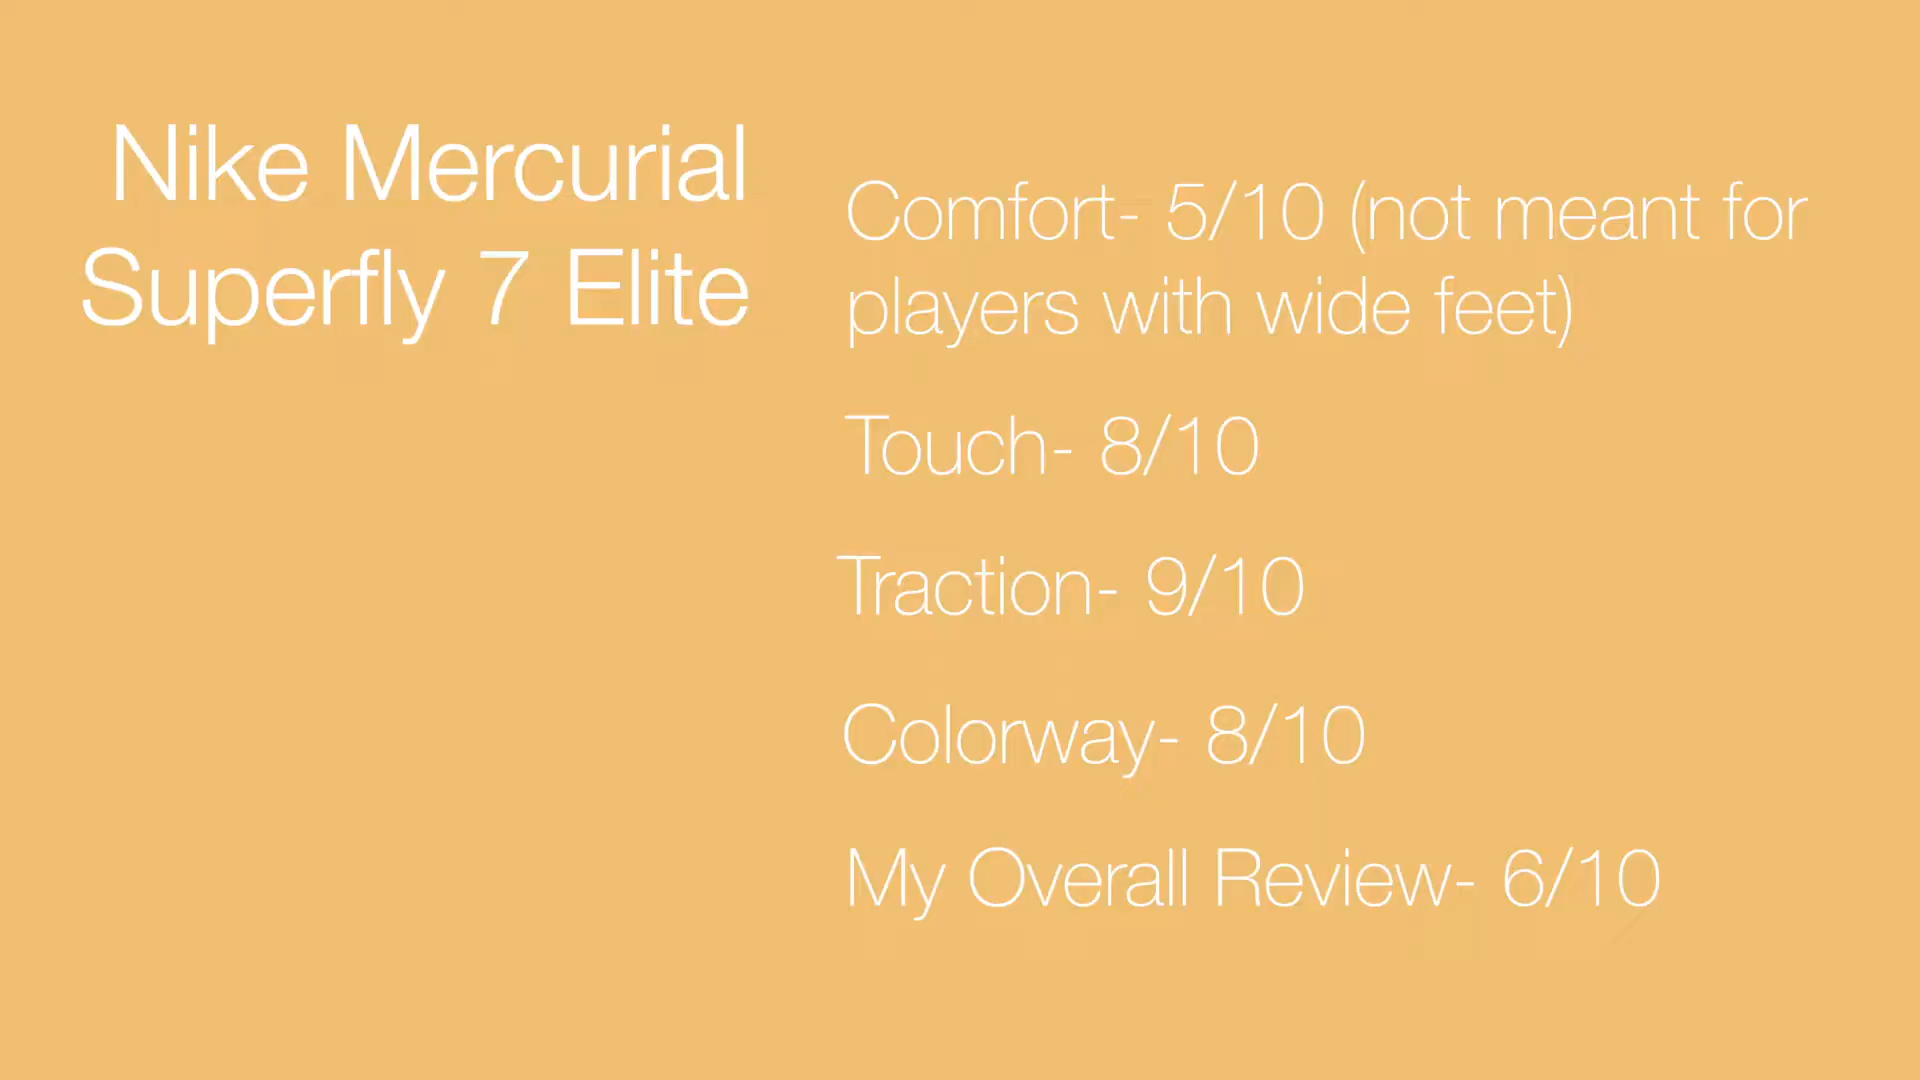 Nike Mercurial
Superfly 7 Elite
Comfort- 5/10 (not meant for
players with wide feet)
Touch- 8/10
Traction- 9/10
Colorway- 8/10
My Overall Review- 6/10